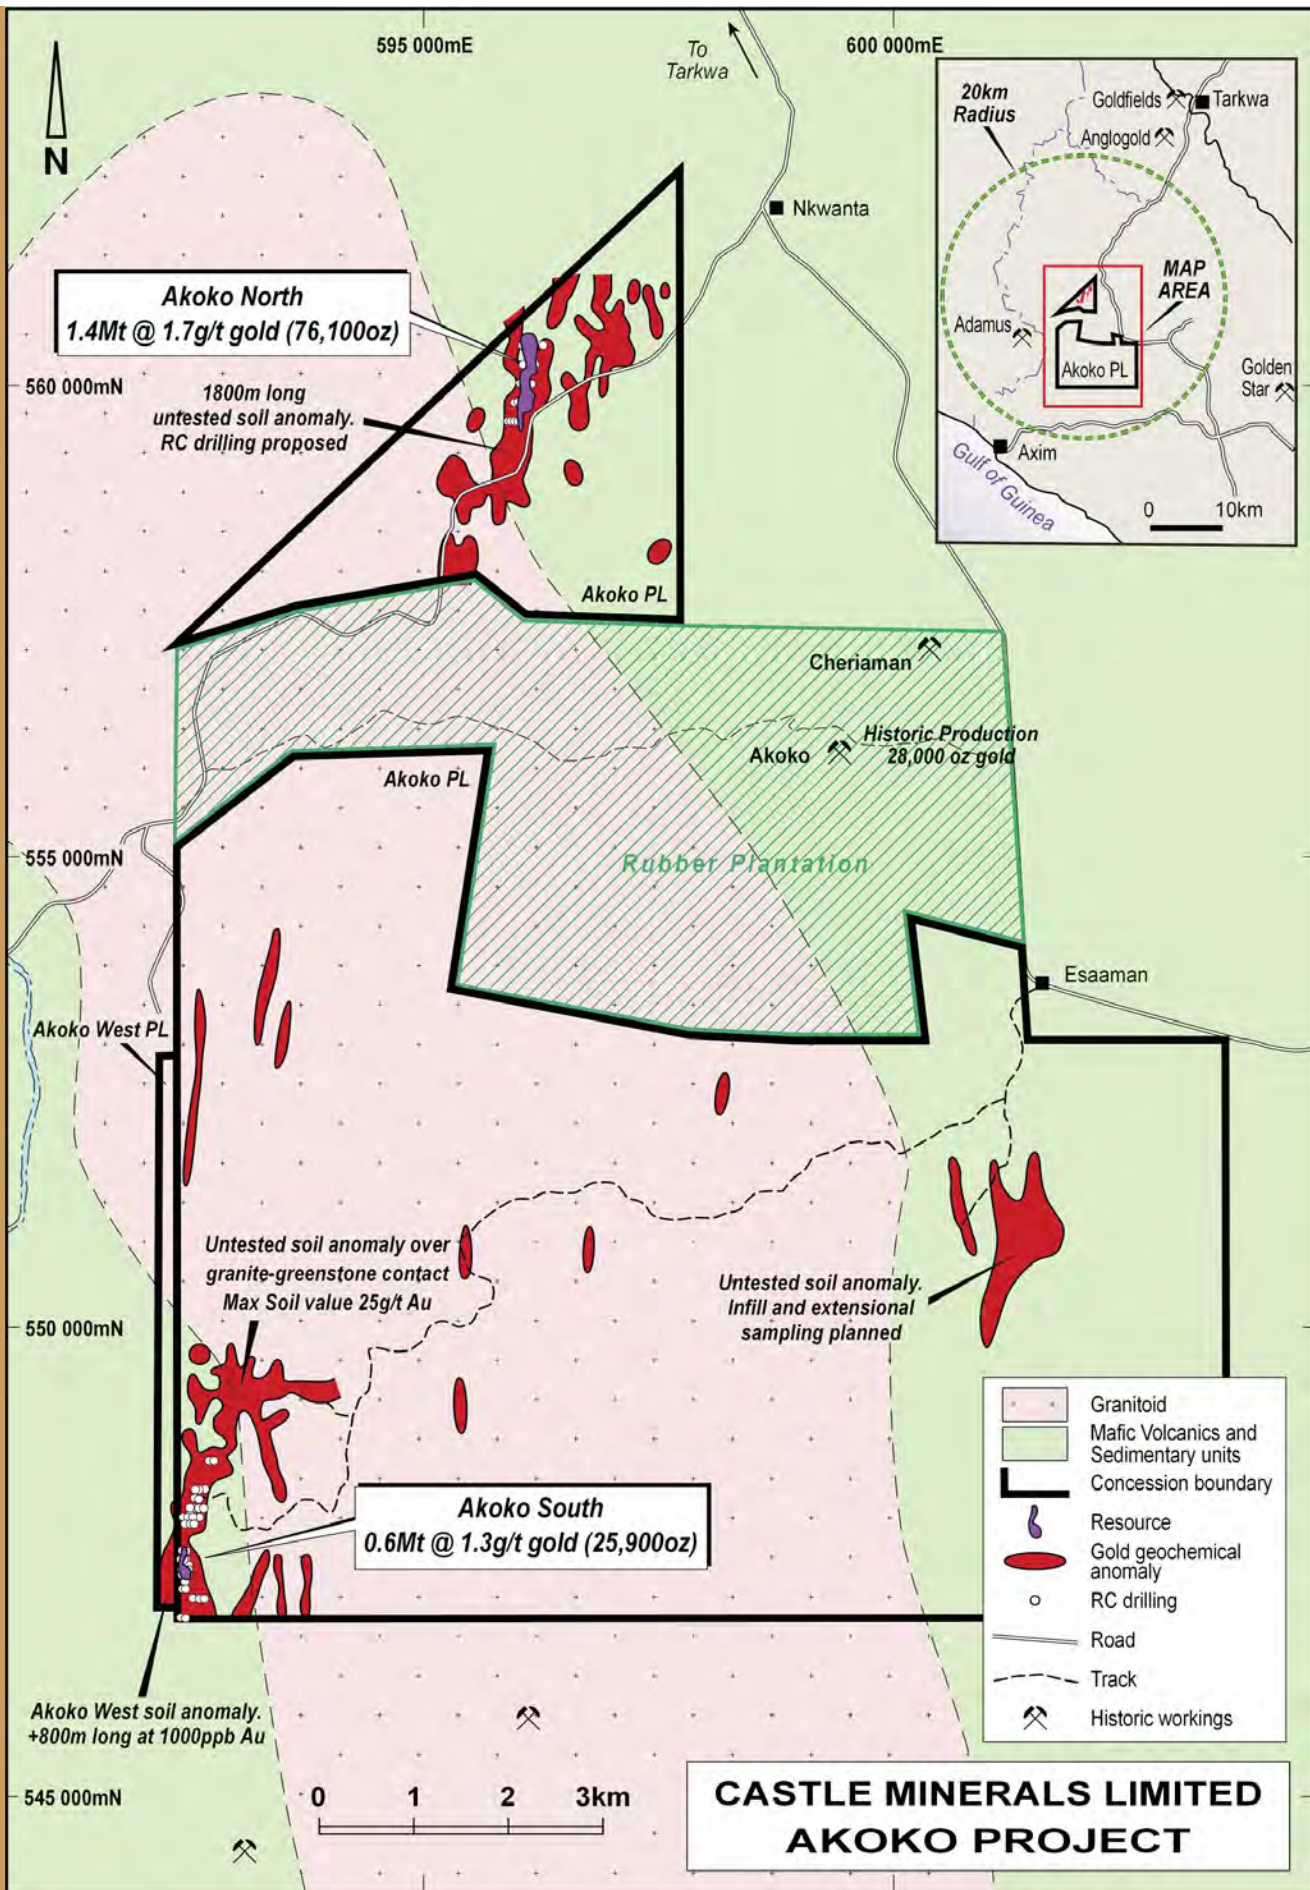 595 000mE
600 000mE
To
Tarkwa
N
Nkwanta
20km
Radius
Goldfields
Tarkwa
Anglogold
MAP
AREA
Adamus
Akoko PL
Golden
Star
Axim
Gulf of Guinea
0 10km
Akoko North
1.4Mt @ 1.7g/t gold (76,100oz)
560 000mN
1800m long
untested soil anomaly.
RC drilling proposed
Akoko PL
Cheriaman
Akoko
Historic Production
28,000 oz gold
Akoko PL
555 000mN
Rubber Plantation
Esaaman
Akoko West PL
Untested soil anomaly over
granite-greenstone contact
Max Soil value 25g/t Au
Untested soil anomaly.
Infill and extensional
sampling planned
550 000mN
Akoko South
0.6Mt @ 1.3g/t gold (25,900oz)
Granitoid
Mafic Volcanics and
Sedimentary units
Concession boundary
Resource
Gold geochemical
anomaly
RC drilling
Road
Track
Historic workings
Akoko West soil anomaly.
+800m long at 1000ppb Au
545 000mN
0 1 2 3km
CASTLE MINERALS LIMITED
AKOKO PROJECT